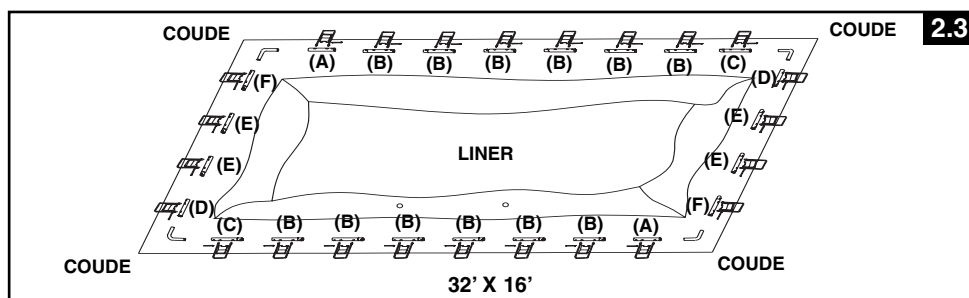 2.3
COUDE COUDE
(A) (B) (B) (B) (B) (B) (B) (C)
(F) (D)
(E) (E)
LINER
(E) (E)
(D) (F)
(C) (B) (B) (B) (B) (B) (B) (A)
COUDE COUDE
32' X 16'